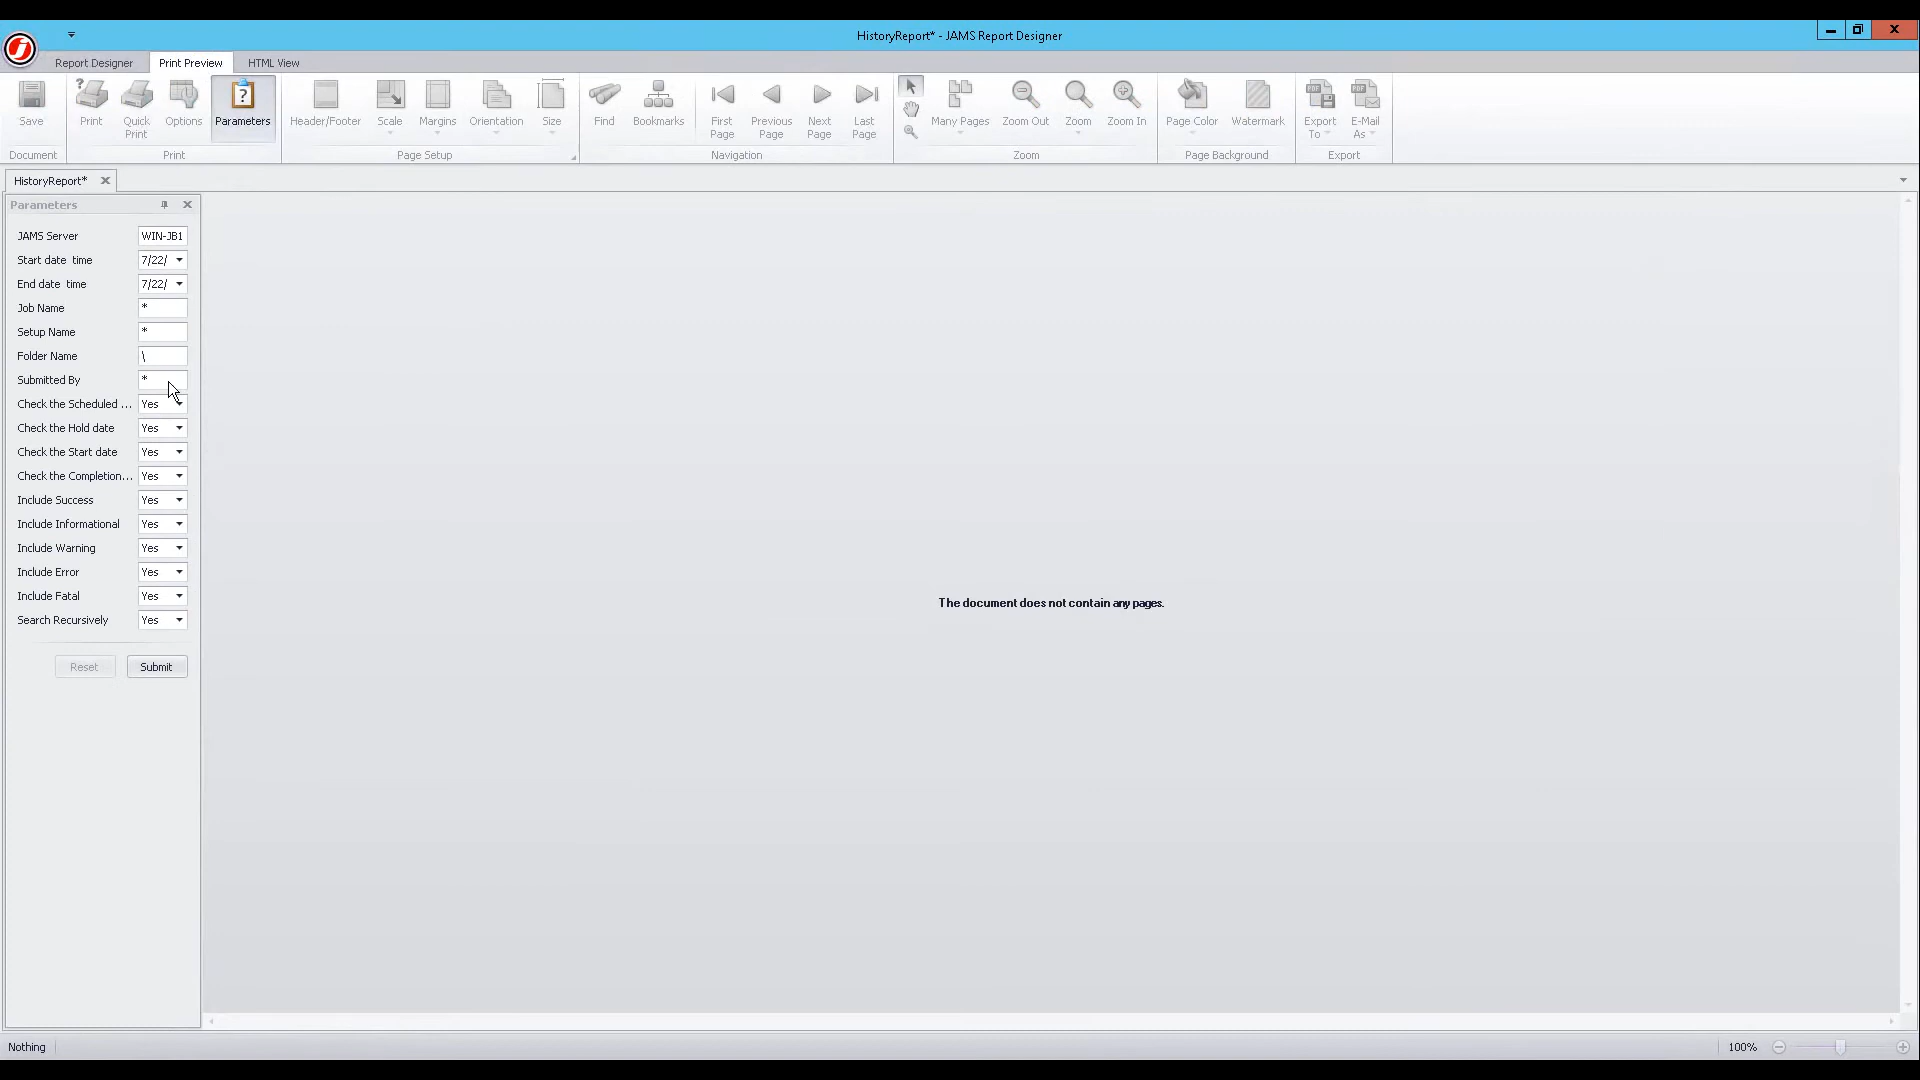 HistoryReport* - JAMS Report Designer
Report Designer Print Preview HTML View
Save Print Quick Print Options Parameters Header/Footer Scale Margins Orientation Size Find Bookmarks First Page Previous Page Next Page Last Page Many Pages Zoom Out Zoom Zoom In Page Color Watermark Export To E-Mail As
Document Print Page Setup Navigation Zoom Page Background Export
HistoryReport*
Parameters
JAMS Server WIN-JB1
Start date time 7/22/
End date time 7/22/
Job Name *
Setup Name *
Folder Name \
Submitted By *
Check the Scheduled ... Yes
Check the Hold date Yes
Check the Start date Yes
Check the Completion... Yes
Include Success Yes
Include Informational Yes
Include Warning Yes
Include Error Yes
Include Fatal Yes
Search Recursively Yes
Reset Submit
The document does not contain any pages.
Nothing 100%